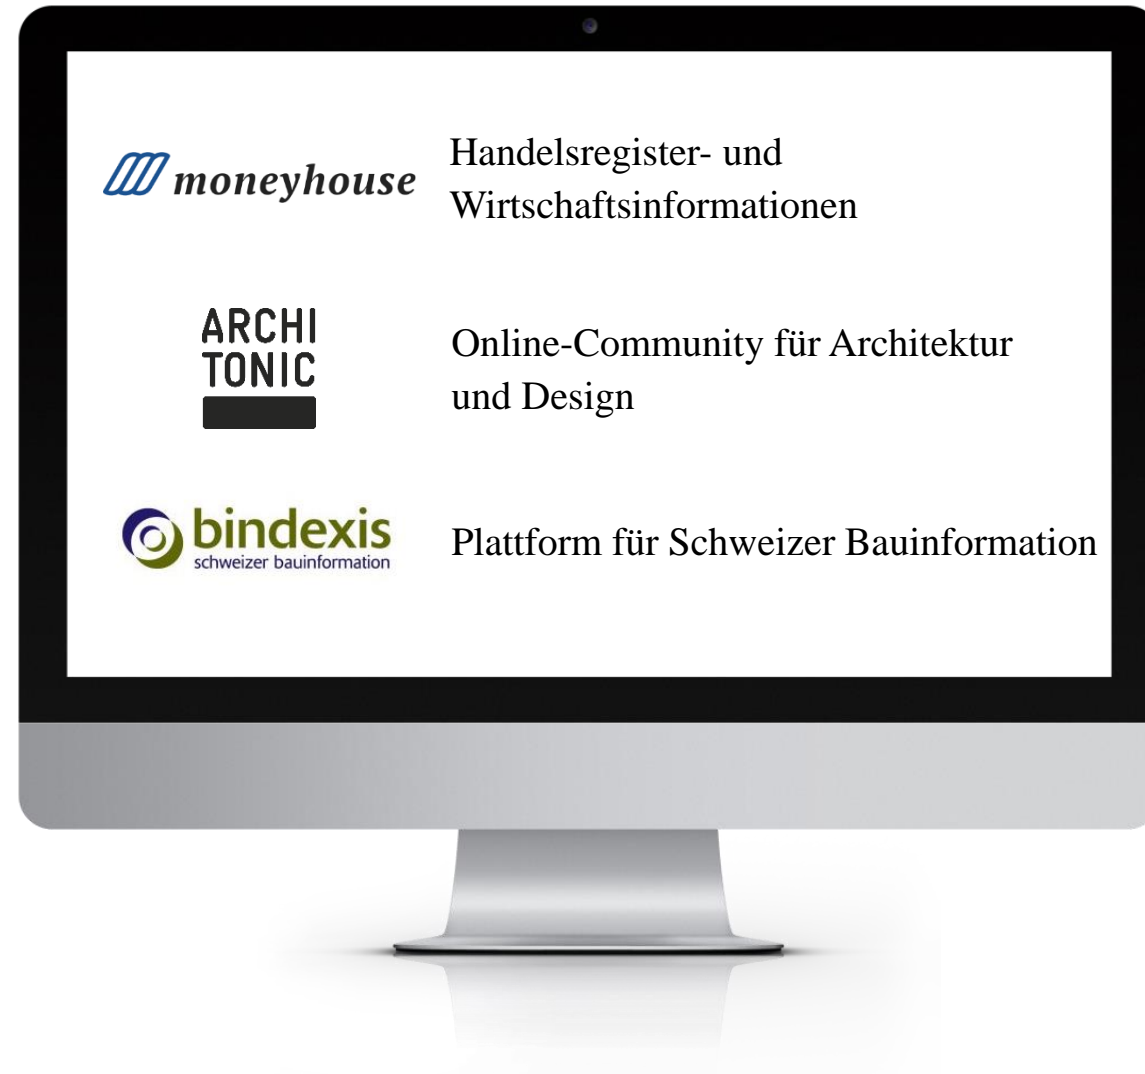 moneyhouse
Handelsregister- und
Wirtschaftsinformationen
ARCHI
TONIC
Online-Community für Architektur
und Design
bindexis
schweizer bauinformation
Plattform für Schweizer Bauinformation